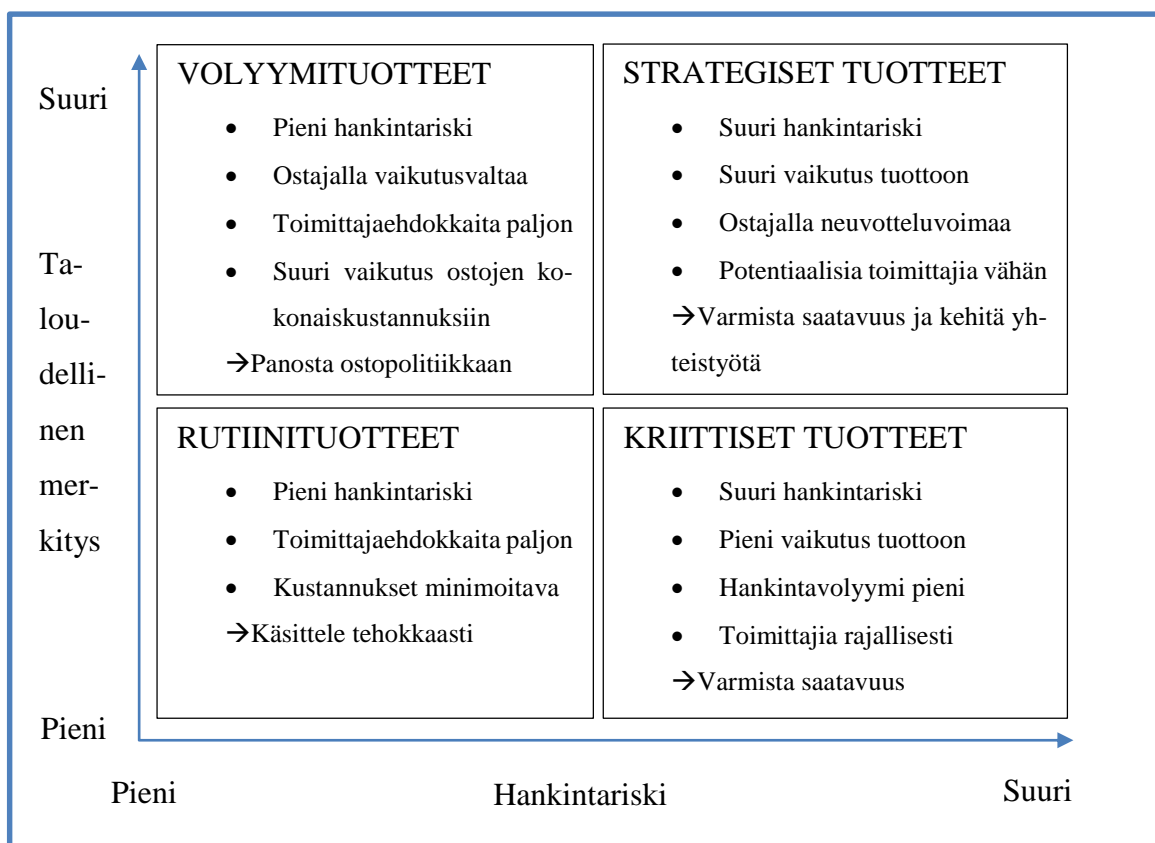 Suuri
Ta-
lou-
delli-
nen
mer-
kitys
Pieni
VOLYYMITUOTTEET
• Pieni hankintariski
• Ostajalla vaikutusvaltaa
• Toimittajaehdokkaita paljon
• Suuri vaikutus ostojen ko-
konaiskustannuksiin
→Panosta ostopolitiikkaan
STRATEGISET TUOTTEET
• Suuri hankintariski
• Suuri vaikutus tuottoon
• Ostajalla neuvotteluvoimaa
• Potentiaalisia toimittajia vähän
→Varmista saatavuus ja kehitä yh-
teistyötä
RUTIINITUOTTEET
• Pieni hankintariski
• Toimittajaehdokkaita paljon
• Kustannukset minimoitava
→Käsittele tehokkaasti
KRIITTISET TUOTTEET
• Suuri hankintariski
• Pieni vaikutus tuottoon
• Hankintavolyymi pieni
• Toimittajia rajallisesti
→Varmista saatavuus
Pieni
Hankintariski
Suuri